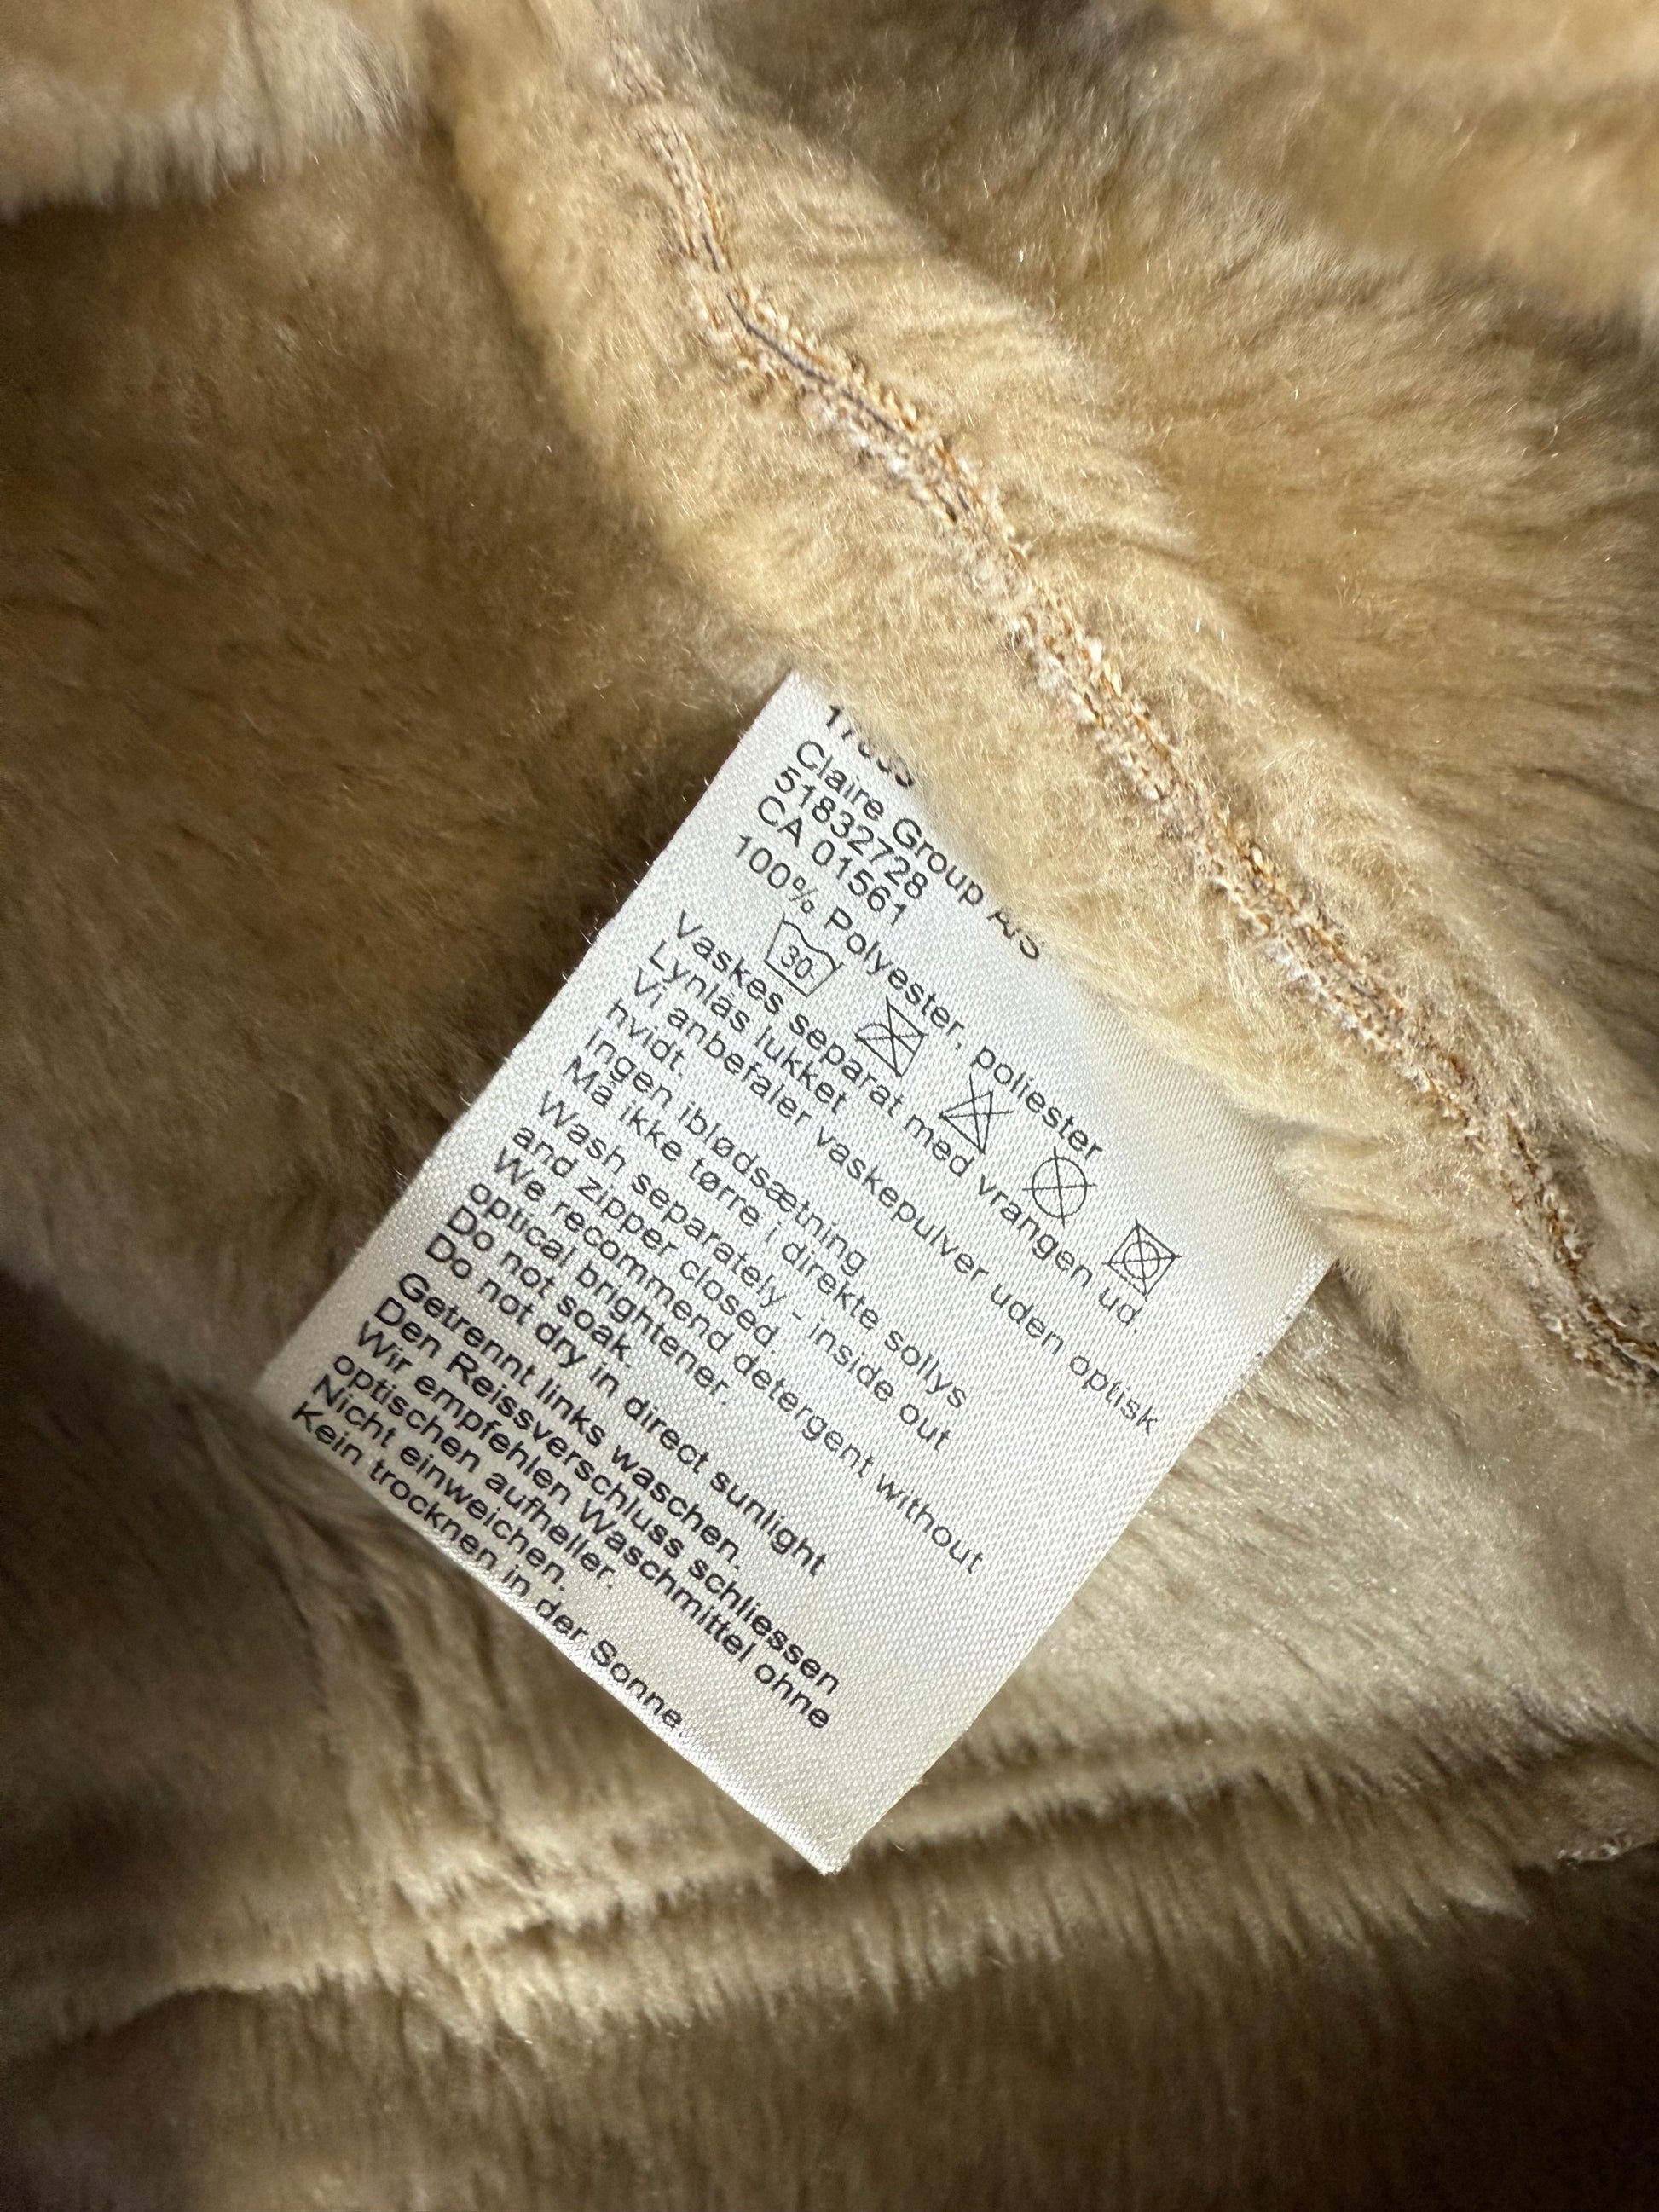 Claire Group A/S
51832728
CA 01561
100% Polyester, poliester
30
Vaskes separat med vrangen ud.
Lynlås lukket
Vi anbefaler vaskepulver uden optisk
hvidt.
Ingen iblødsætning
Må ikke tørre i direkte sollys
Wash separately - inside out
and zipper closed.
We recommend detergent without
optical brightener.
Do not soak.
Do not dry in direct sunlight
Getrennt links waschen.
Den Reissverschluss schliessen
Wir empfehlen Waschmittel ohne
optischen aufheller.
Nicht einweichen.
Kein trocknen in der Sonne.